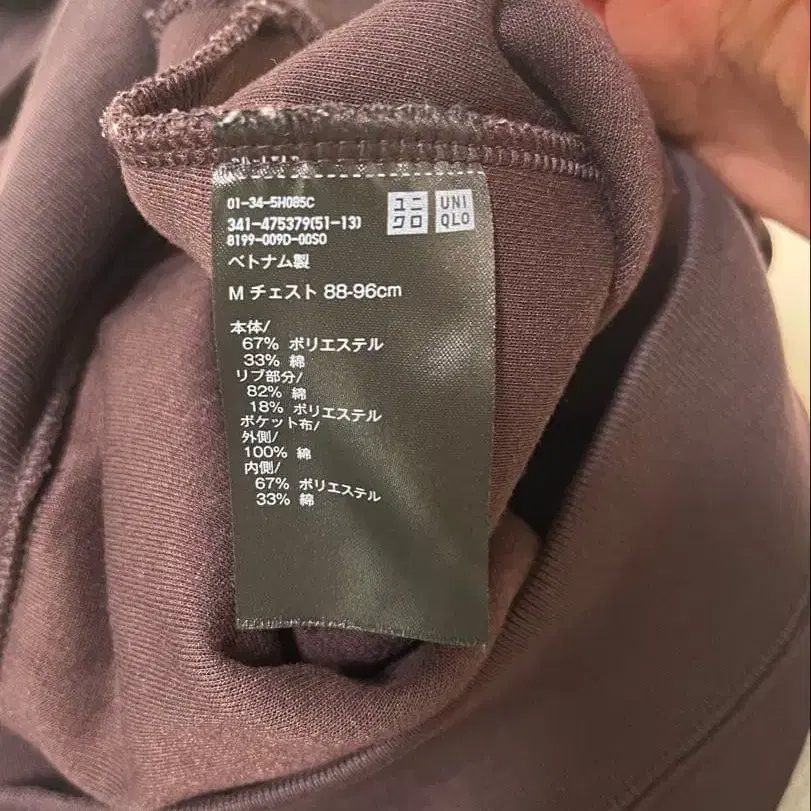 01-34-5H085C
341-475379(51-13)
8199-009D-00S0
ユニクロ
UNIQLO
ベトナム製
M チェスト 88-96cm
本体/
67% ポリエステル
33% 綿
リブ部分/
82% 綿
18% ポリエステル
ポケット布/
外側/
100% 綿
内側/
67% ポリエステル
33% 綿